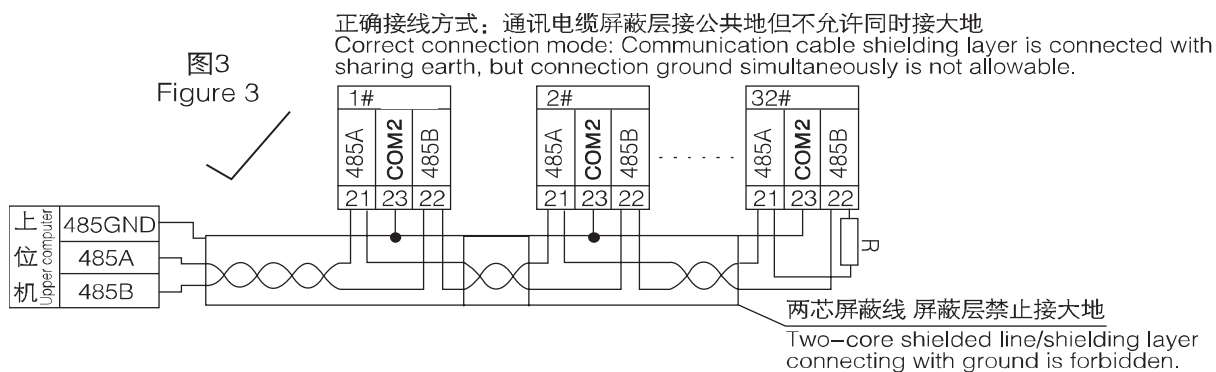 正确接线方式：通讯电缆屏蔽层接公共地但不允许同时接大地
Correct connection mode: Communication cable shielding layer is connected with
sharing earth, but connection ground simultaneously is not allowable.
图3
Figure 3
1#
2#
32#
485A COM2 485B
485A COM2 485B
485A COM2 485B
21 23 22
21 23 22
21 23 22
上位机
Upper computer
485GND
485A
485B
R
两芯屏蔽线 屏蔽层禁止接大地
Two-core shielded line/shielding layer
connecting with ground is forbidden.